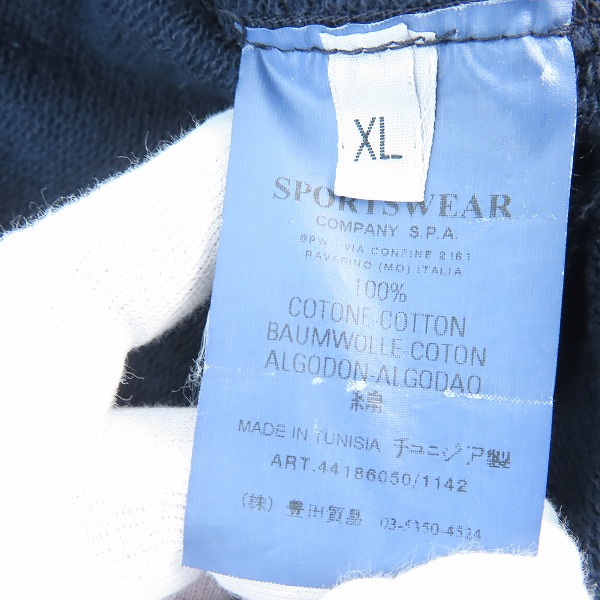 XL
SPORTSWEAR
COMPANY S.P.A.
SPW VIA CONFINE 2161
RAVARINO (MO) ITALIA
100%
COTONE-COTTON
BAUMWOLLE-COTON
ALGODON-ALGODAO
綿
MADE IN TUNISIA チュニジア製
ART.44186050/1142
(株) 豊田貿易 03-5350-4524